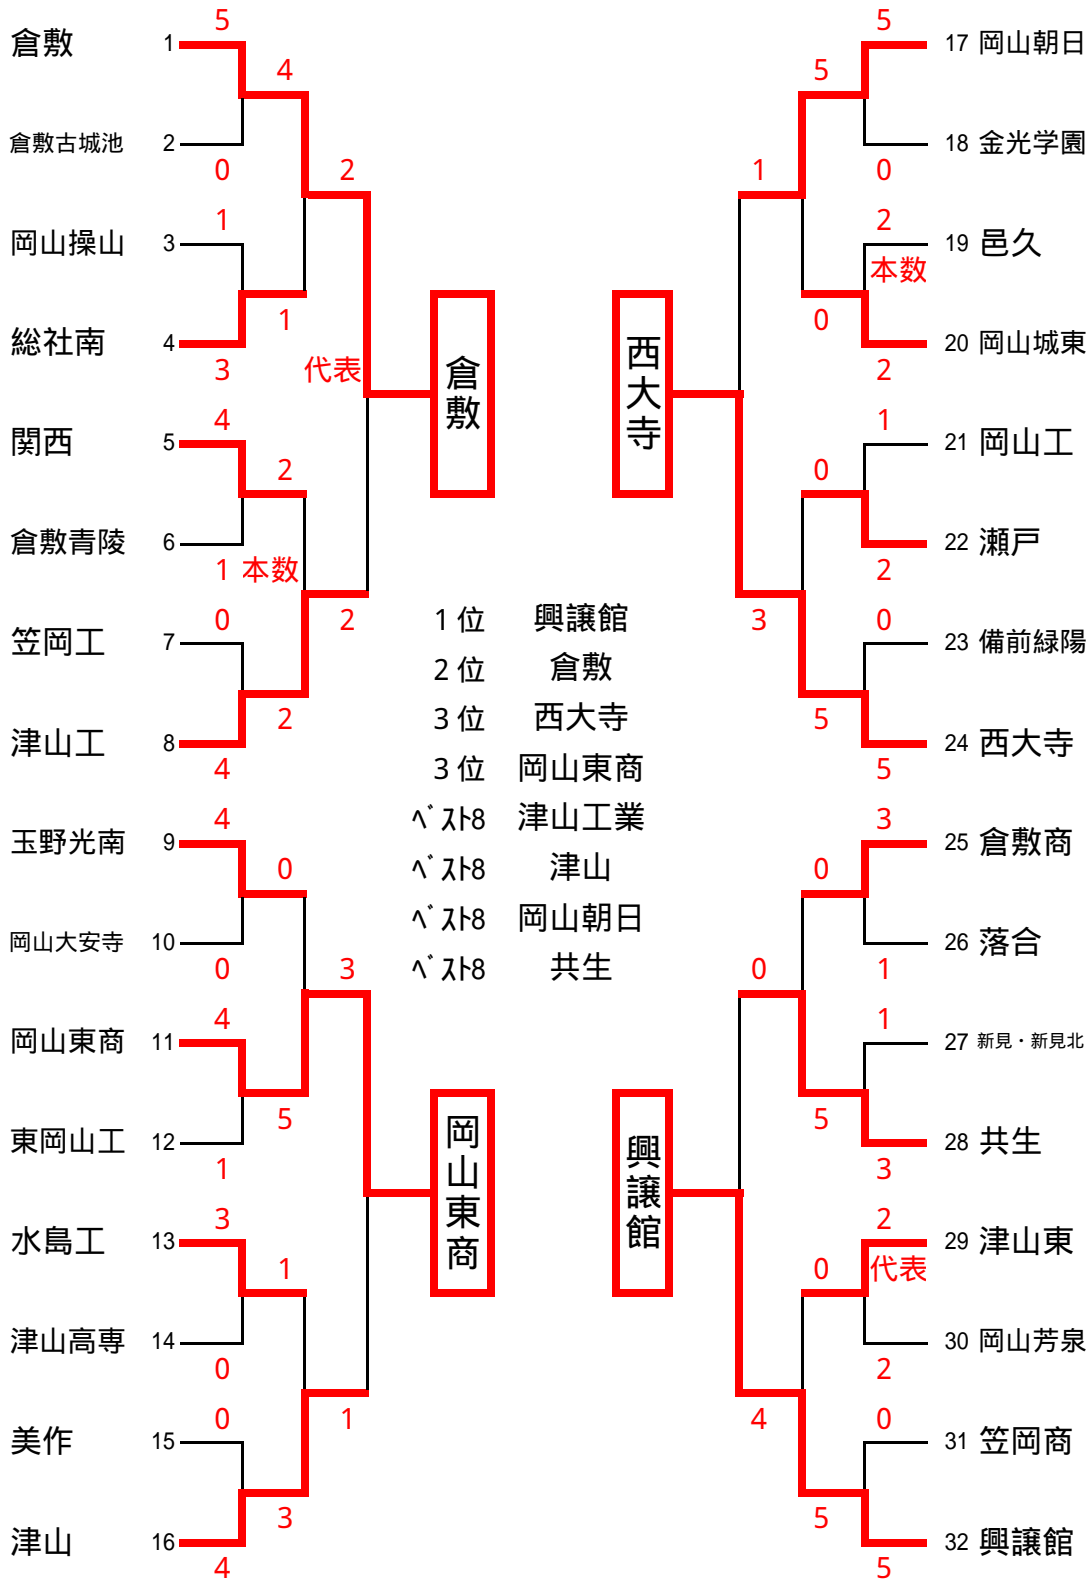 倉敷 1 5
4
倉敷古城池 2 0
2
岡山操山 3 1
総社南 4 3
1
代表
倉敷
関西 5 4
2
倉敷青陵 6 1 本数
笠岡工 7 0
2
津山工 8 4
2
玉野光南 9 4
0
岡山大安寺 10 0
3
岡山東商 11 4
5
東岡山工 12 1
岡山東商
水島工 13 3
1
津山高専 14 0
美作 15 0
1
津山 16 4
3
1位 興譲館
2位 倉敷
3位 西大寺
3位 岡山東商
ﾍﾞｽﾄ8 津山工業
ﾍﾞｽﾄ8 津山
ﾍﾞｽﾄ8 岡山朝日
ﾍﾞｽﾄ8 共生
5 17 岡山朝日
5
0 18 金光学園
1
2 19 邑久
本数
0
2 20 岡山城東
西大寺
1 21 岡山工
0
2 22 瀬戸
3
0 23 備前緑陽
5
5 24 西大寺
3 25 倉敷商
0
1 26 落合
0
1 27 新見・新見北
5
3 28 共生
興譲館
2 29 津山東
0 代表
2 30 岡山芳泉
4
0 31 笠岡商
5
5 32 興譲館